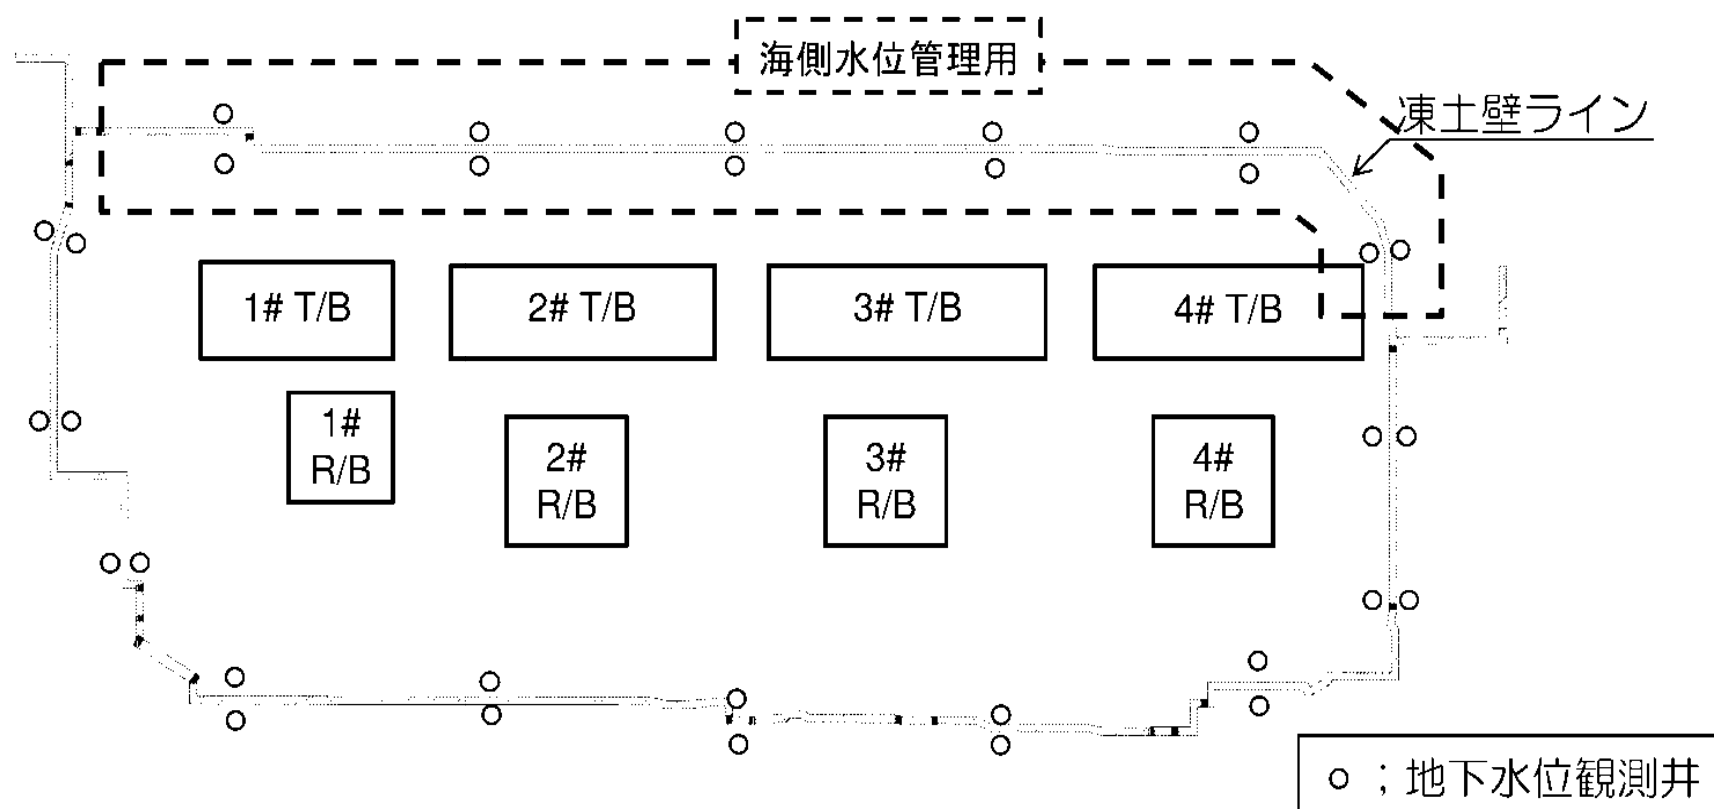 海側水位管理用
凍土壁ライン
1# T/B
2# T/B
3# T/B
4# T/B
1#
R/B
2#
R/B
3#
R/B
4#
R/B
○ ; 地下水位観測井